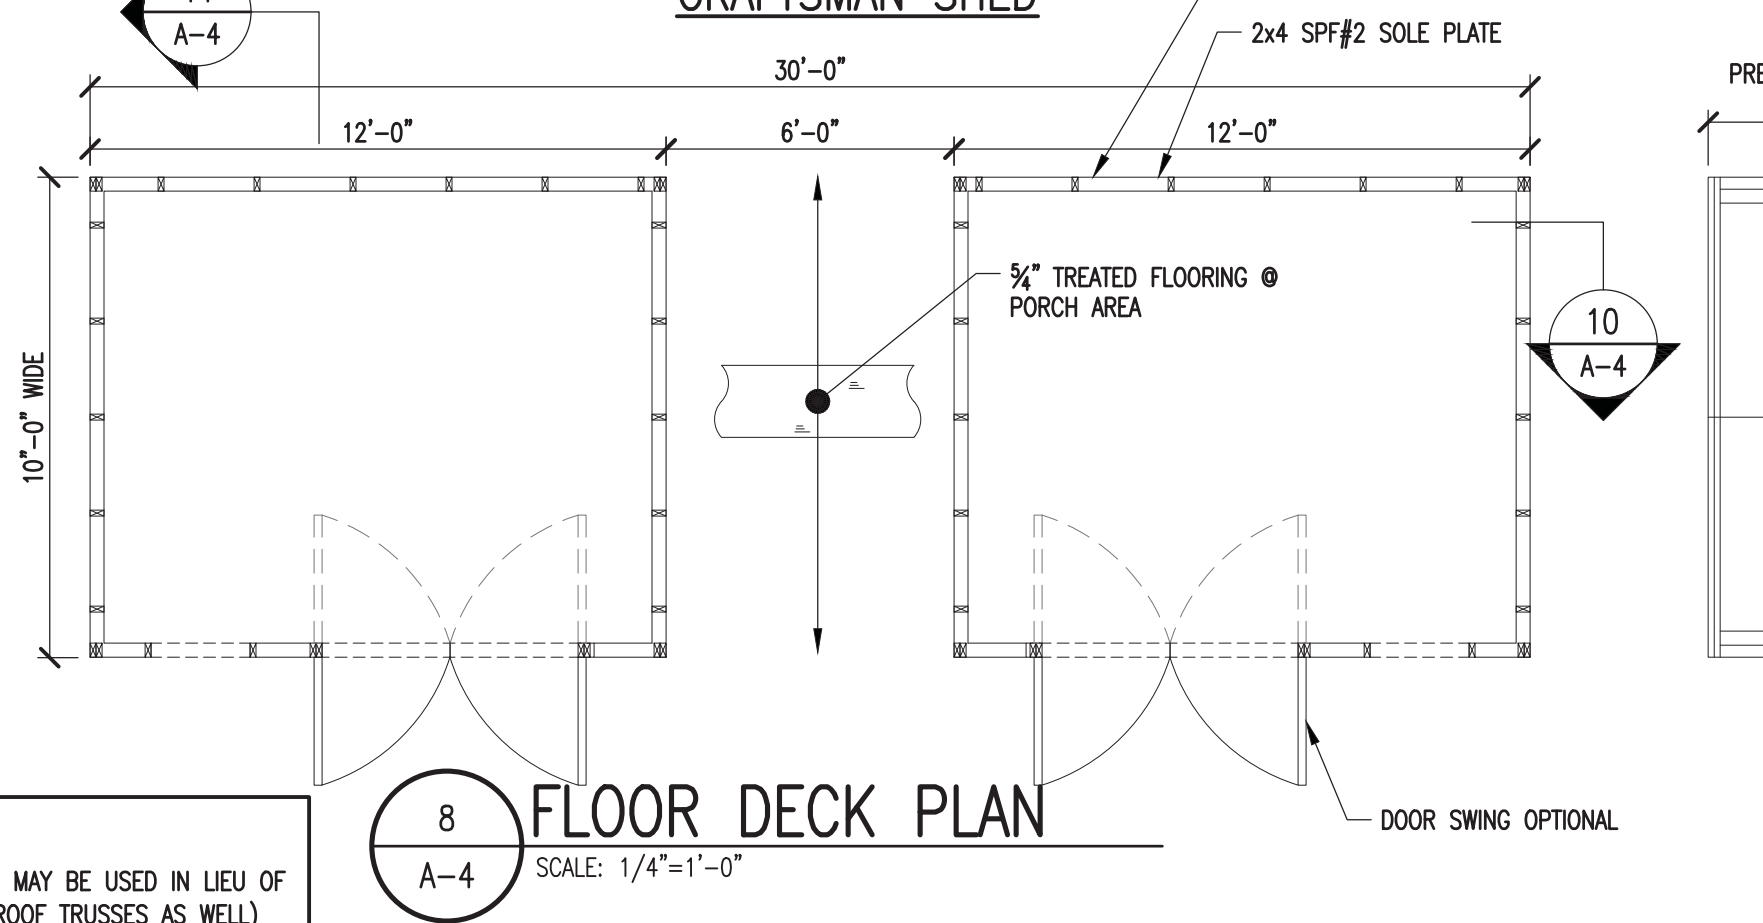 CRAFTSMAN SHED
A-4
2x4 SPF#2 SOLE PLATE
30'-0"
PRE
12'-0"
6'-0"
12'-0"
5/4" TREATED FLOORING @
PORCH AREA
10
A-4
10"-0" WIDE
8
A-4
FLOOR DECK PLAN
SCALE: 1/4"=1'-0"
DOOR SWING OPTIONAL
MAY BE USED IN LIEU OF
ROOF TRUSSES AS WELL)